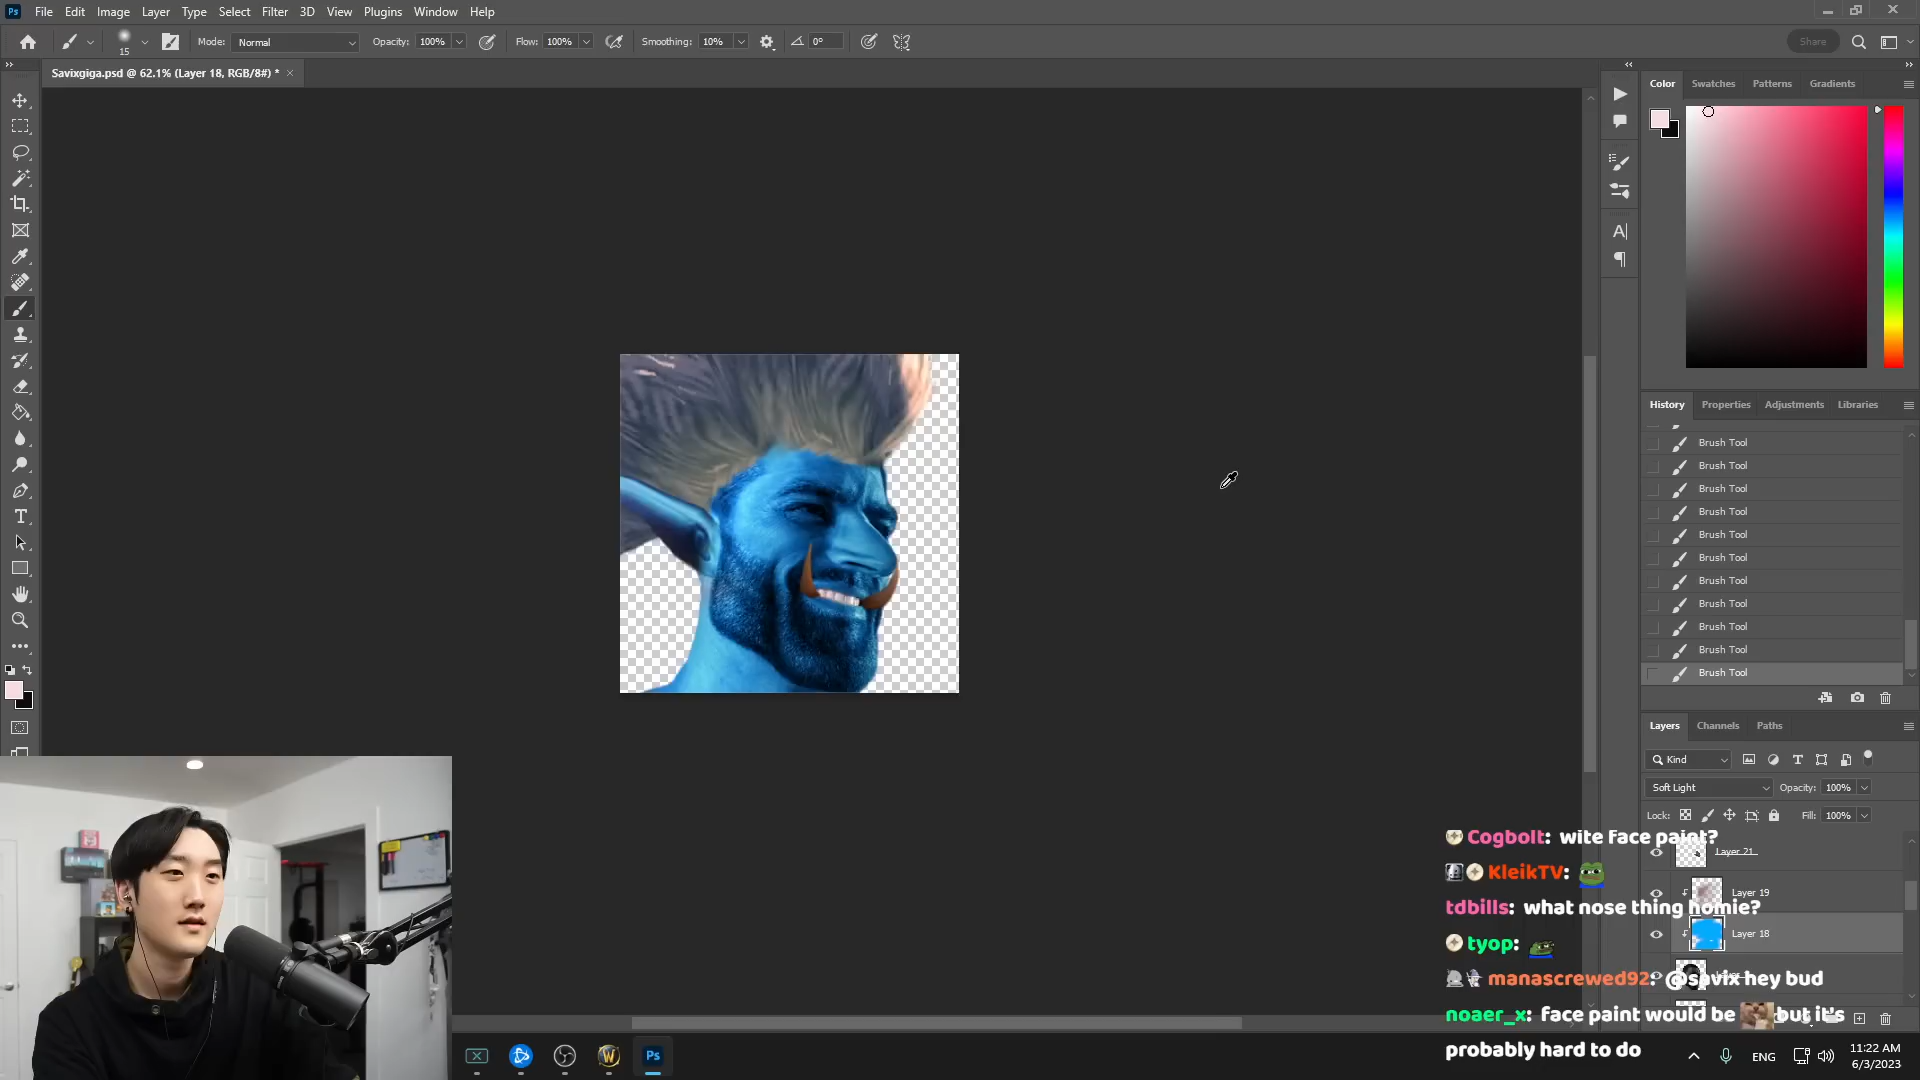 Ps File Edit Image Layer Type Select Filter 3D View Plugins Window Help
15 Mode: Normal Opacity: 100% Flow: 100% Smoothing: 10% 0° Share
Savixgiga.psd @ 62.1% (Layer 18, RGB/8#) *
Color Swatches Patterns Gradients
History Properties Adjustments Libraries
Brush Tool
Brush Tool
Brush Tool
Brush Tool
Brush Tool
Brush Tool
Brush Tool
Brush Tool
Brush Tool
Brush Tool
Brush Tool
Layers Channels Paths
Kind
Soft Light Opacity: 100%
Lock: Fill: 100%
Layer 21
Layer 19
Layer 18
Cogbolt: wite face paint?
KleikTV:
tdbills: what nose thing homie?
tyop:
manascrewed92: @savix hey bud
noaer_x: face paint would be but it's
probably hard to do
Ps
ENG
11:22 AM
6/3/2023